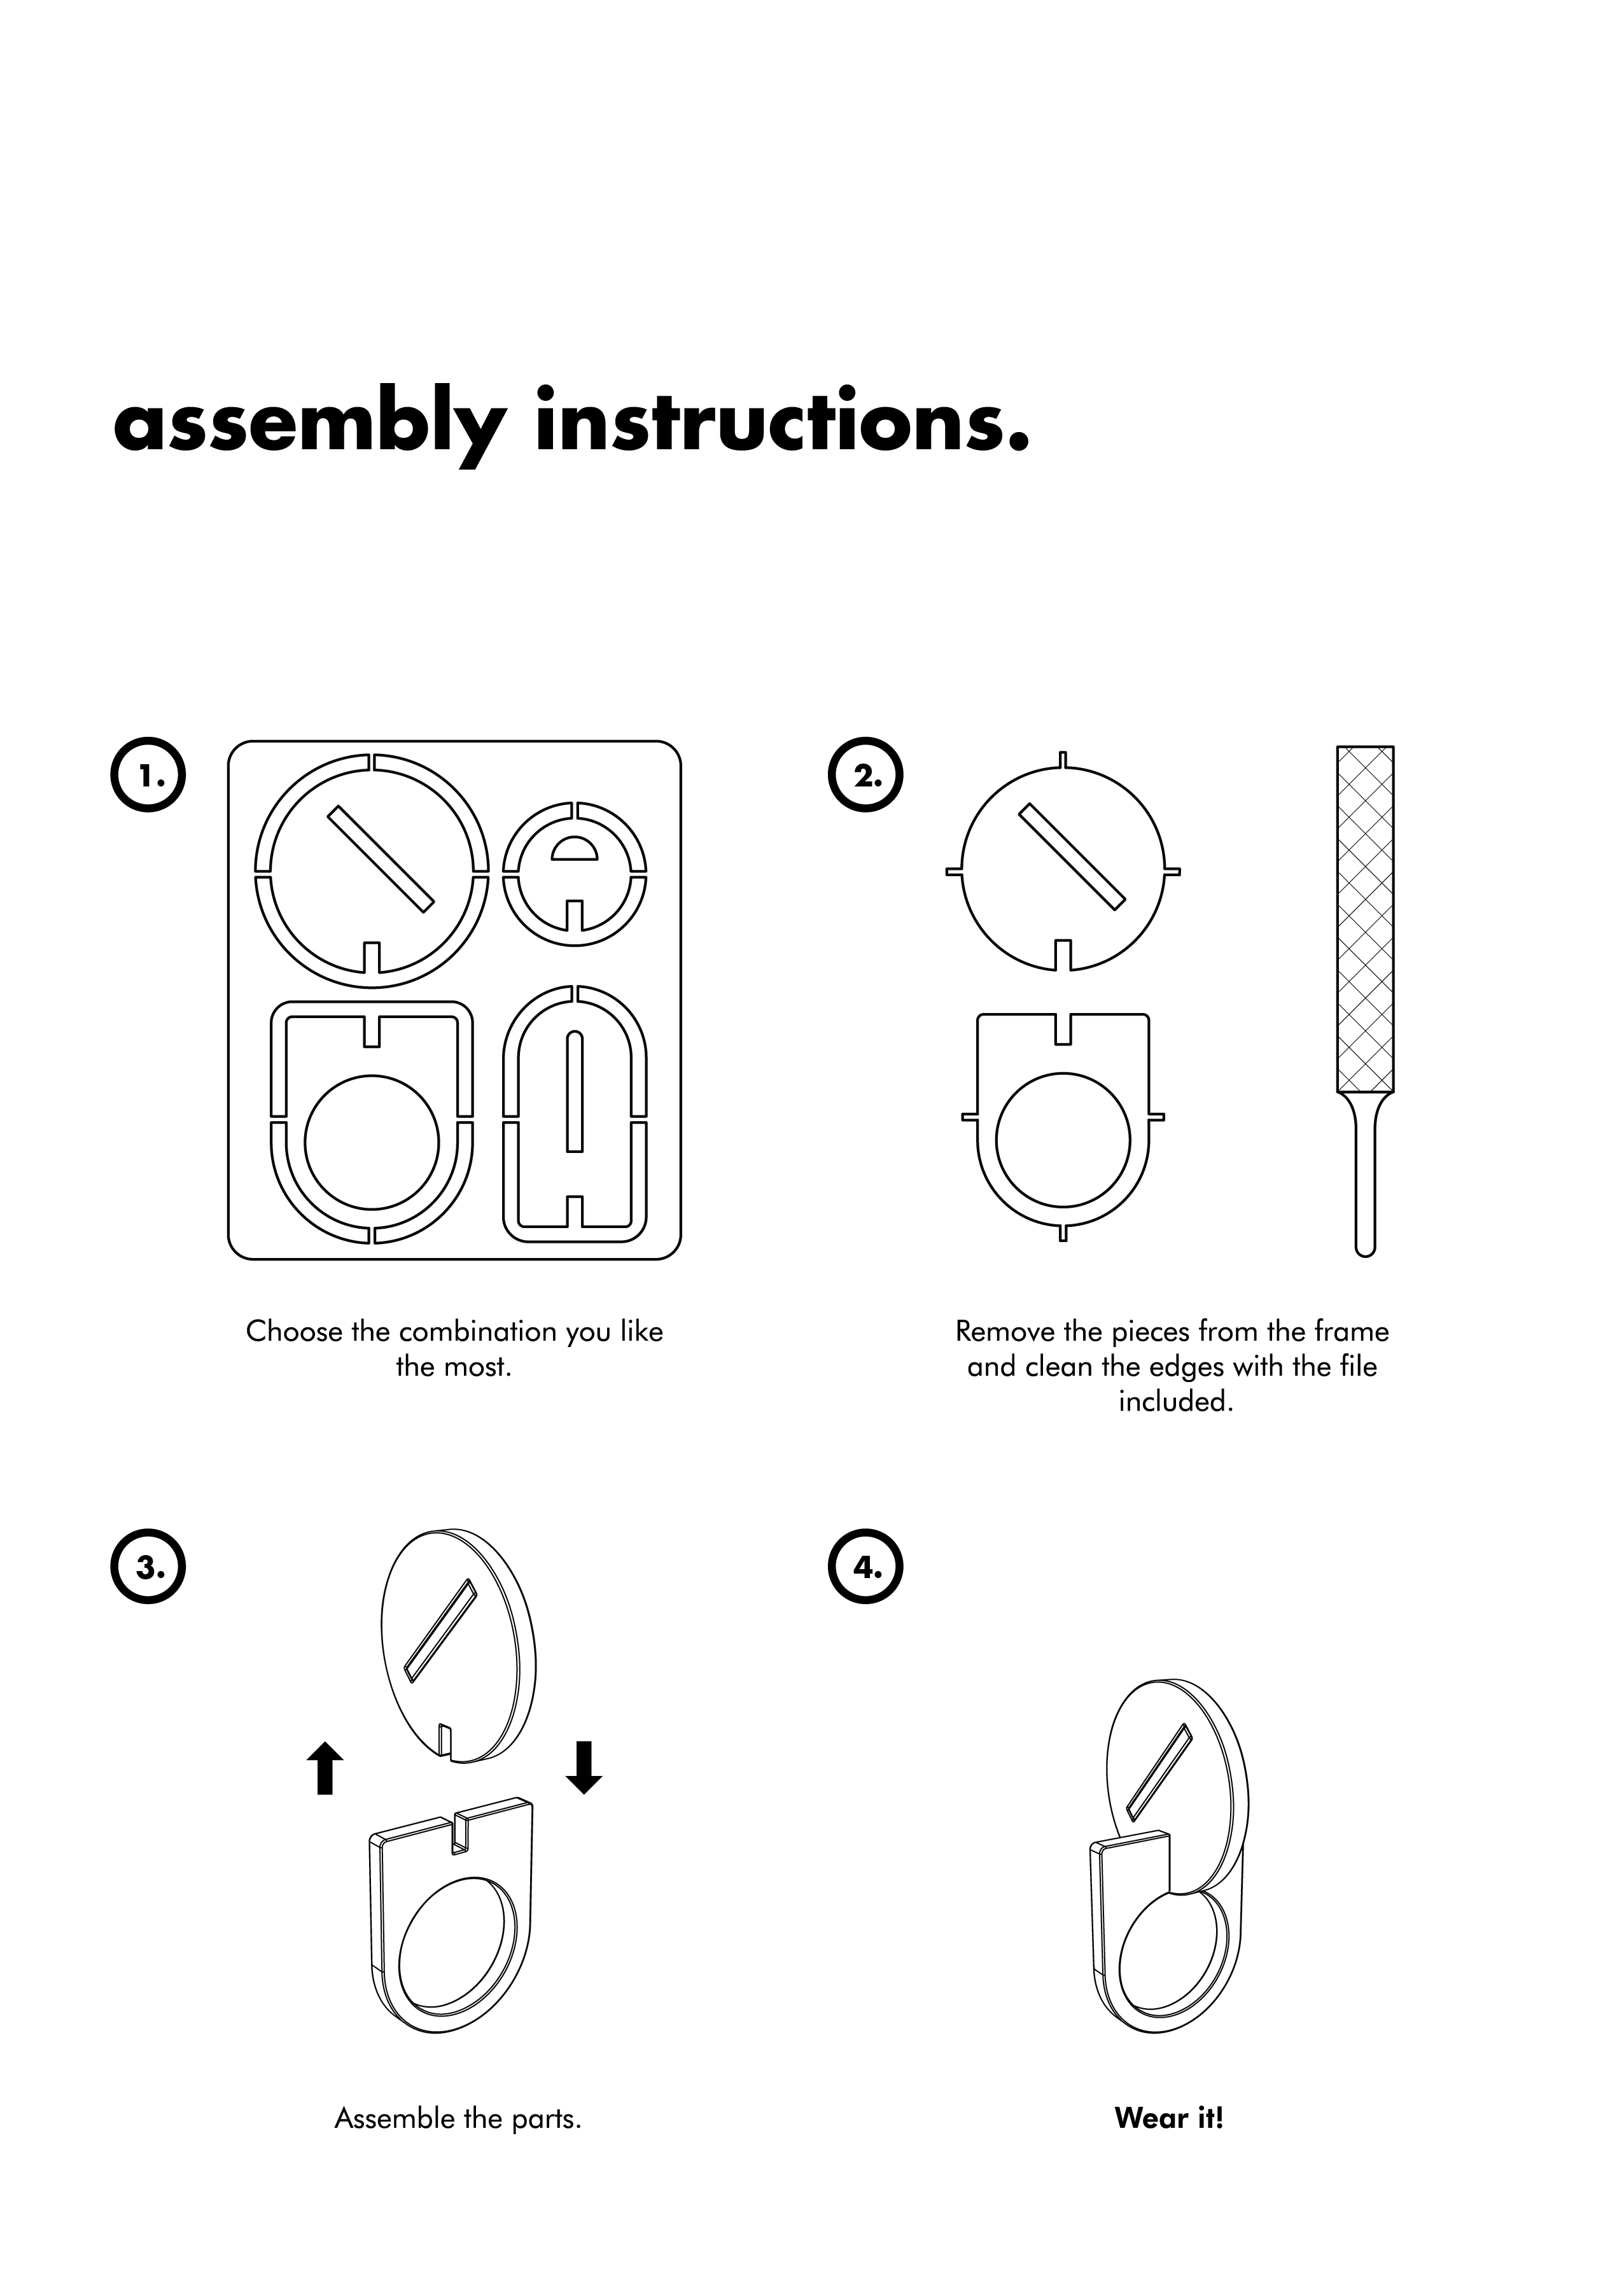 assembly instructions.
1.
Choose the combination you like
the most.
2.
Remove the pieces from the frame
and clean the edges with the file
included.
3.
Assemble the parts.
4.
Wear it!